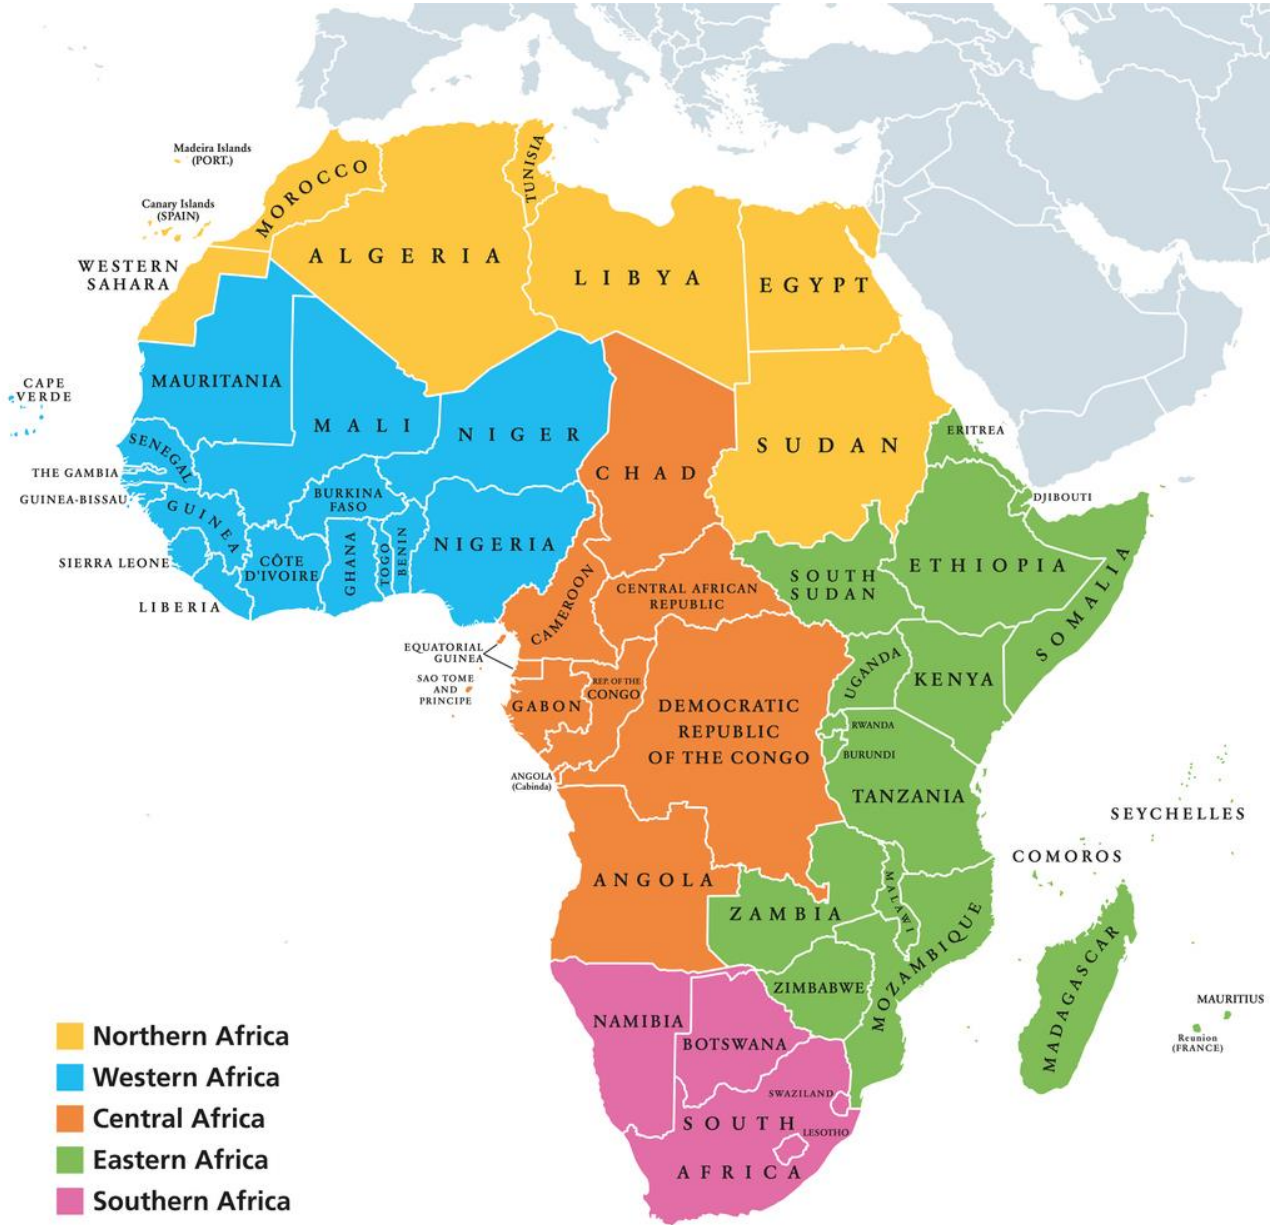 Madeira Islands
(PORT.)
Canary Islands
(SPAIN)
MOROCCO
TUNISIA
ALGERIA
LIBYA
EGYPT
WESTERN
SAHARA
CAPE
VERDE
MAURITANIA
MALI
NIGER
CHAD
SUDAN
ERITREA
SENEGAL
THE GAMBIA
GUINEA-BISSAU
GUINEA
BURKINA
FASO
DJIBOUTI
SIERRA LEONE
CÔTE
D'IVOIRE
GHANA
TOGO
BENIN
NIGERIA
LIBERIA
CAMEROON
CENTRAL AFRICAN
REPUBLIC
SOUTH
SUDAN
ETHIOPIA
SOMALIA
EQUATORIAL
GUINEA
SAO TOME
AND
PRINCIPE
GABON
REP. OF THE
CONGO
DEMOCRATIC
REPUBLIC
OF THE CONGO
UGANDA
KENYA
RWANDA
BURUNDI
ANGOLA
(Cabinda)
TANZANIA
SEYCHELLES
COMOROS
ANGOLA
ZAMBIA
MALAWI
MOZAMBIQUE
MADAGASCAR
ZIMBABWE
MAURITIUS
Reunion
(FRANCE)
NAMIBIA
BOTSWANA
SWAZILAND
SOUTH
AFRICA
LESOTHO
Northern Africa
Western Africa
Central Africa
Eastern Africa
Southern Africa